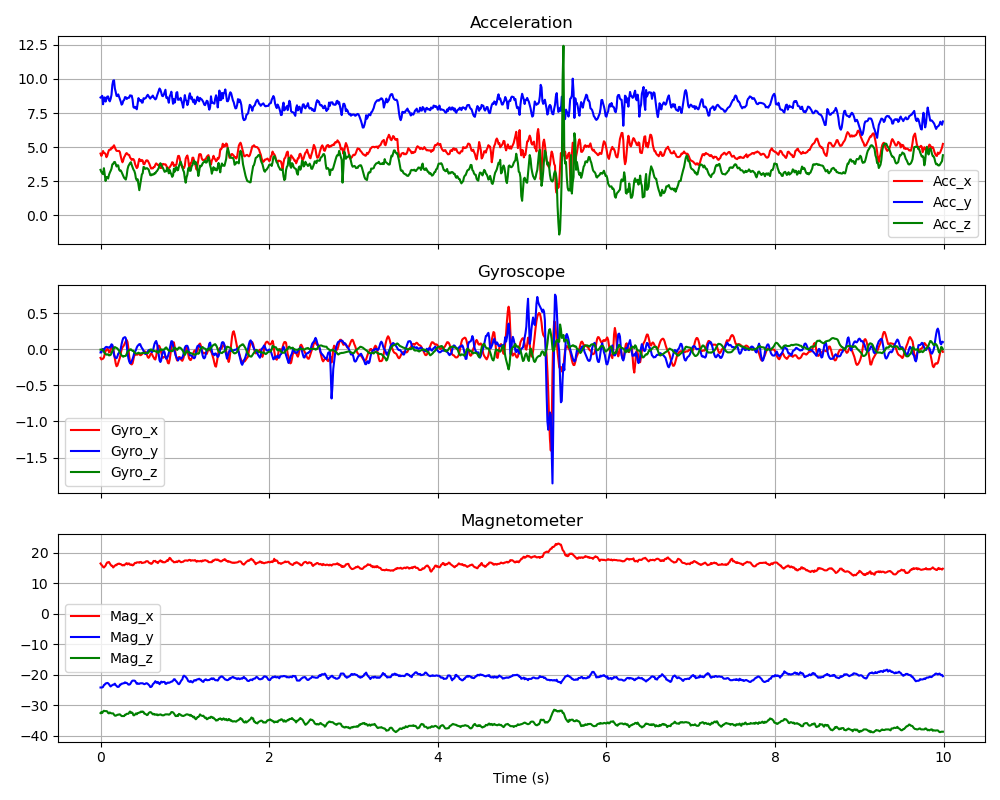 Acceleration
12.5
10.0
7.5
5.0
2.5
0.0
Acc_x
Acc_y
Acc_z
Gyroscope
0.5
0.0
−0.5
−1.0
−1.5
Gyro_x
Gyro_y
Gyro_z
Magnetometer
20
10
0
−10
−20
−30
−40
Mag_x
Mag_y
Mag_z
0 2 4 6 8 10
Time (s)